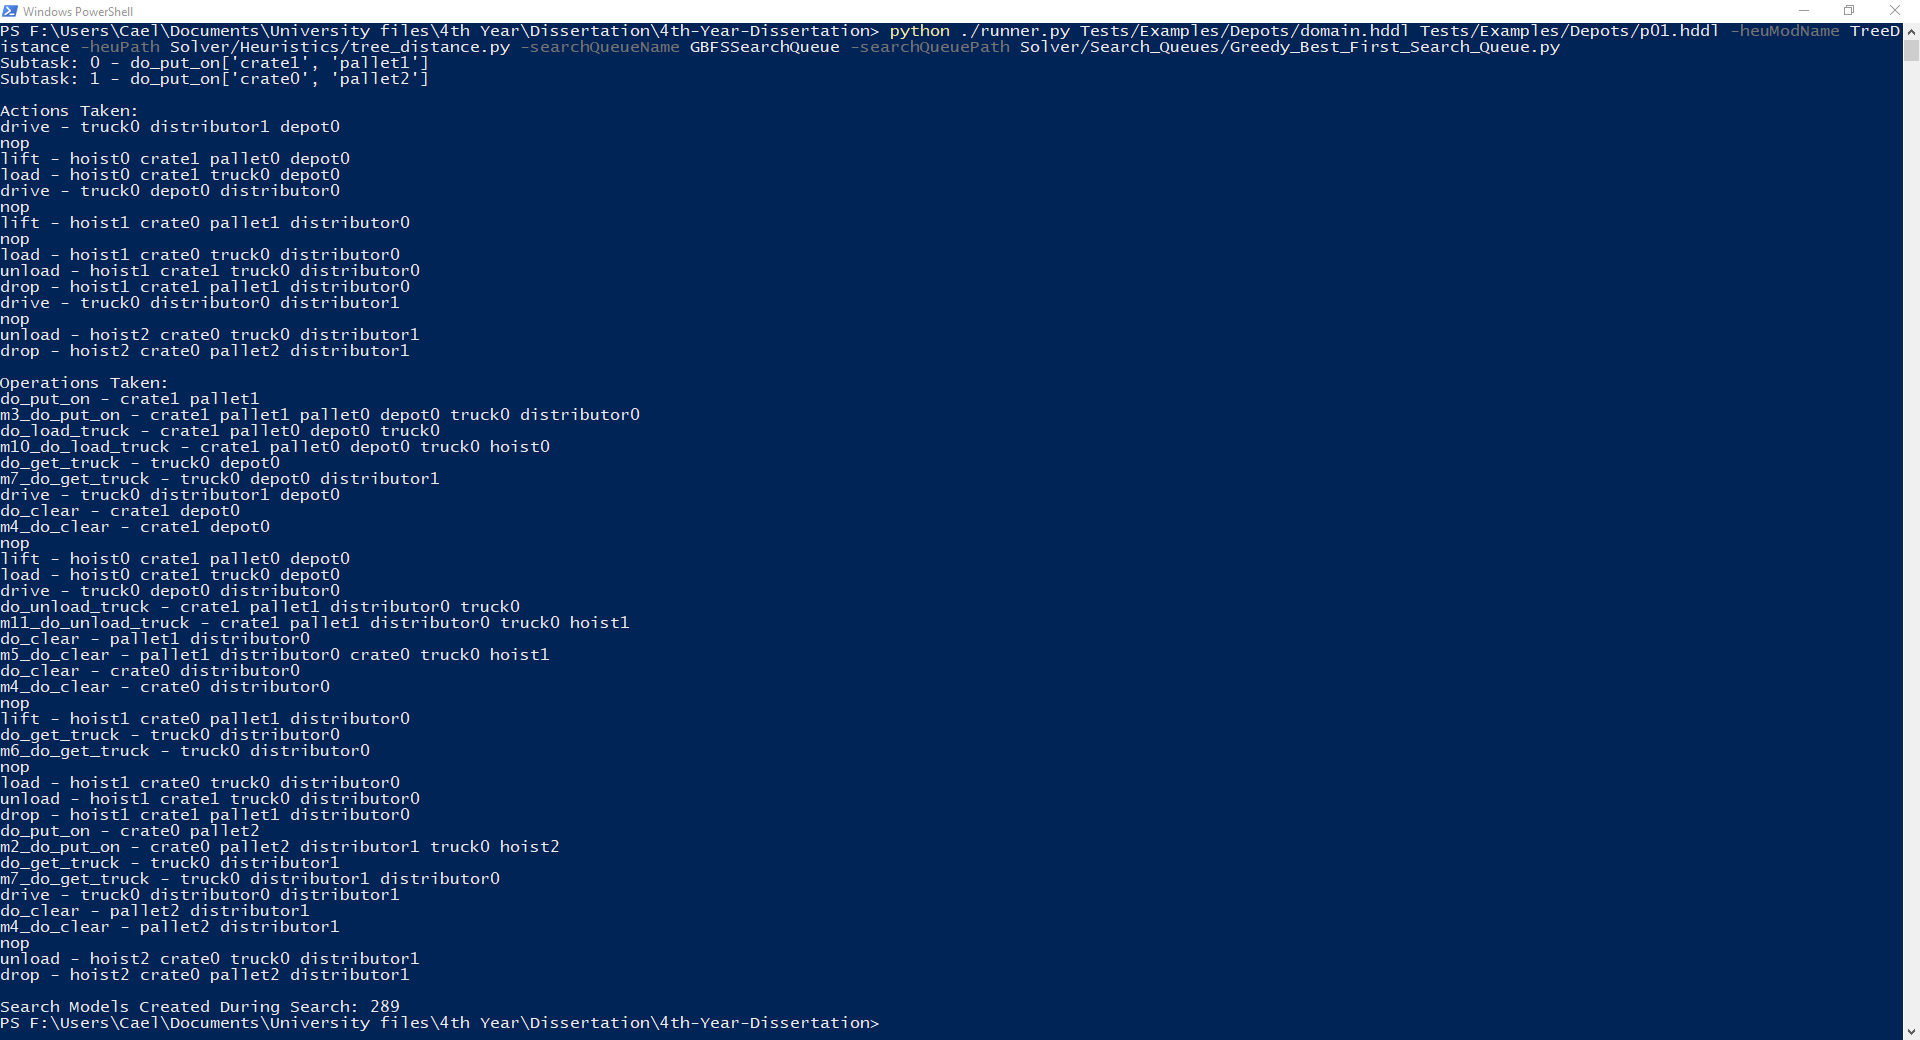 Windows PowerShell
PS F:\Users\Cael\Documents\University files\4th Year\Dissertation\4th-Year-Dissertation> python ./runner.py Tests/Examples/Depots/domain.hddl Tests/Examples/Depots/p01.hddl -heuModName TreeD
istance -heuPath Solver/Heuristics/tree_distance.py -searchQueueName GBFSSearchQueue -searchQueuePath Solver/Search_Queues/Greedy_Best_First_Search_Queue.py
Subtask: 0 - do_put_on['crate1', 'pallet1']
Subtask: 1 - do_put_on['crate0', 'pallet2']
Actions Taken:
drive - truck0 distributor1 depot0
nop
lift - hoist0 crate1 pallet0 depot0
load - hoist0 crate1 truck0 depot0
drive - truck0 depot0 distributor0
nop
lift - hoist1 crate0 pallet1 distributor0
nop
load - hoist1 crate0 truck0 distributor0
unload - hoist1 crate1 truck0 distributor0
drop - hoist1 crate1 pallet1 distributor0
drive - truck0 distributor0 distributor1
nop
unload - hoist2 crate0 truck0 distributor1
drop - hoist2 crate0 pallet2 distributor1
Operations Taken:
do_put_on - crate1 pallet1
m3_do_put_on - crate1 pallet1 pallet0 depot0 truck0 distributor0
do_load_truck - crate1 pallet0 depot0 truck0
m10_do_load_truck - crate1 pallet0 depot0 truck0 hoist0
do_get_truck - truck0 depot0
m7_do_get_truck - truck0 depot0 distributor1
drive - truck0 distributor1 depot0
do_clear - crate1 depot0
m4_do_clear - crate1 depot0
nop
lift - hoist0 crate1 pallet0 depot0
load - hoist0 crate1 truck0 depot0
drive - truck0 depot0 distributor0
do_unload_truck - crate1 pallet1 distributor0 truck0
m11_do_unload_truck - crate1 pallet1 distributor0 truck0 hoist1
do_clear - pallet1 distributor0
m5_do_clear - pallet1 distributor0 crate0 truck0 hoist1
do_clear - crate0 distributor0
m4_do_clear - crate0 distributor0
nop
lift - hoist1 crate0 pallet1 distributor0
do_get_truck - truck0 distributor0
m6_do_get_truck - truck0 distributor0
nop
load - hoist1 crate0 truck0 distributor0
unload - hoist1 crate1 truck0 distributor0
drop - hoist1 crate1 pallet1 distributor0
do_put_on - crate0 pallet2
m2_do_put_on - crate0 pallet2 distributor1 truck0 hoist2
do_get_truck - truck0 distributor1
m7_do_get_truck - truck0 distributor1 distributor0
drive - truck0 distributor0 distributor1
do_clear - pallet2 distributor1
m4_do_clear - pallet2 distributor1
nop
unload - hoist2 crate0 truck0 distributor1
drop - hoist2 crate0 pallet2 distributor1
Search Models Created During Search: 289
PS F:\Users\Cael\Documents\University files\4th Year\Dissertation\4th-Year-Dissertation>